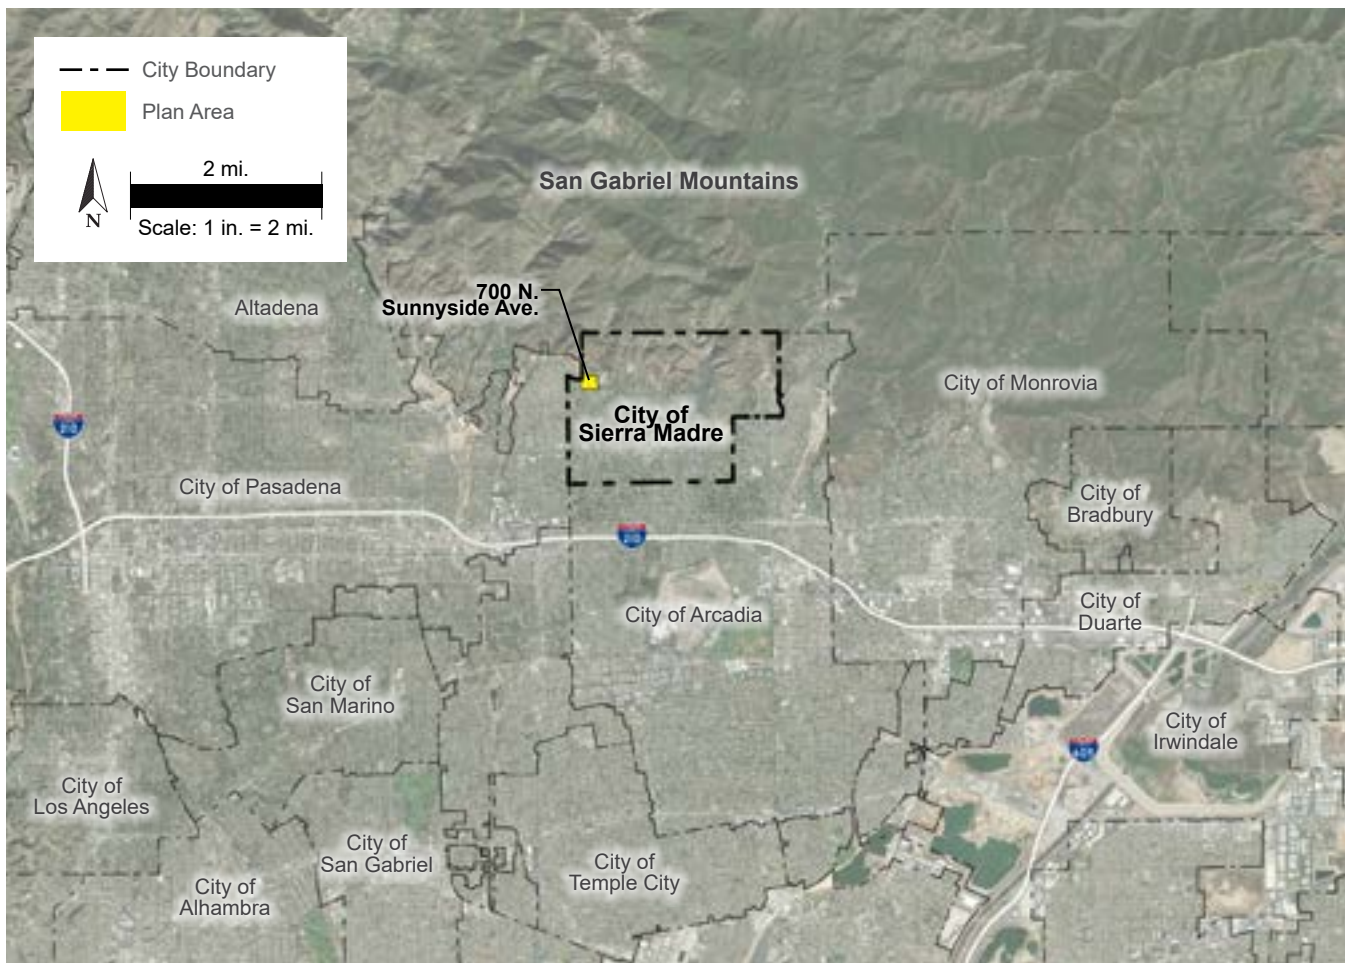 City Boundary
Plan Area
2 mi.
N
Scale: 1 in. = 2 mi.
San Gabriel Mountains
700 N.
Sunnyside Ave.
Altadena
City of Monrovia
City of
Sierra Madre
210
City of Pasadena
City of
Bradbury
210
City of Arcadia
City of
Duarte
City of
San Marino
City of
Irwindale
605
City of
Los Angeles
City of
San Gabriel
City of
Temple City
City of
Alhambra